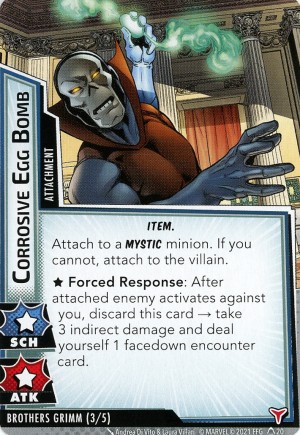 CORROSIVE EGG BOMB
ATTACHMENT
ITEM.
Attach to a MYSTIC minion. If you
cannot, attach to the villain.
★ Forced Response: After
attached enemy activates against
you, discard this card → take
3 indirect damage and deal
yourself 1 facedown encounter
card.
SCH
ATK
BROTHERS GRIMM (3/5)
Andrea Di Vito & Laura Villari © MARVEL © 2021 FFG 20